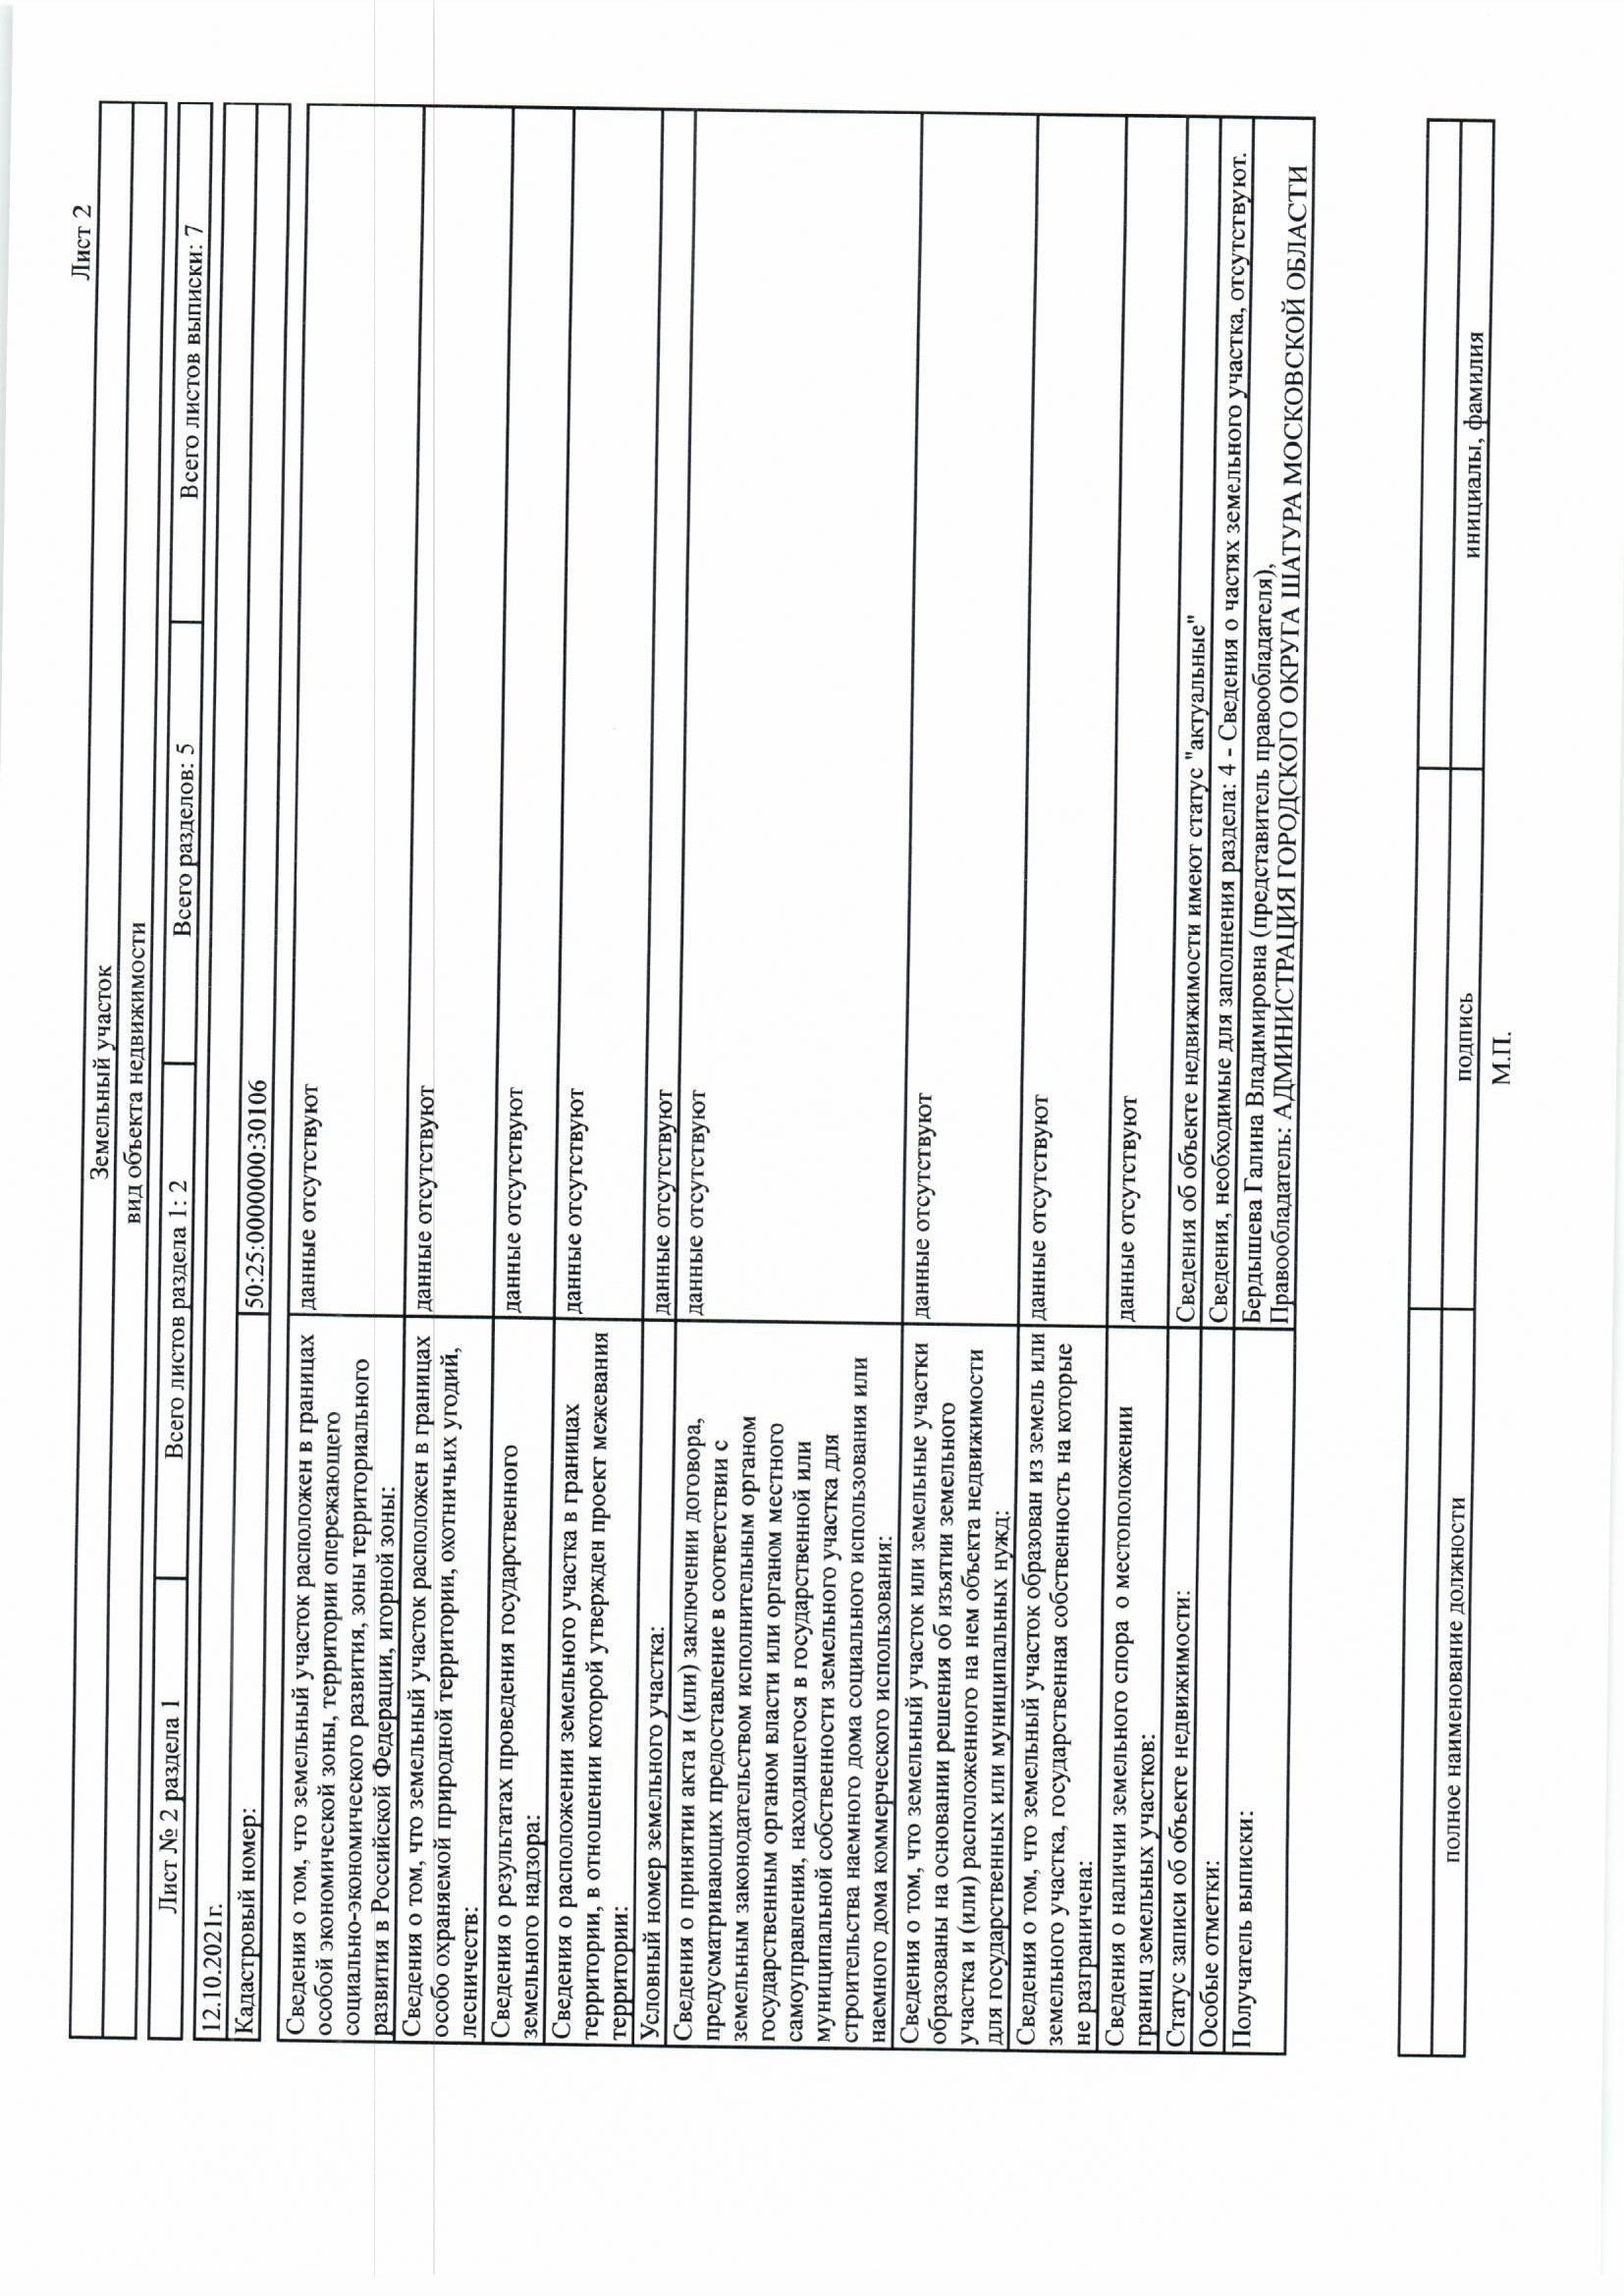 Лист 2
Земельный участок
вид объекта недвижимости
Лист № 2 раздела 1
Всего листов раздела 1: 2
Всего разделов: 5
Всего листов выписки: 7
12.10.2021г.
Кадастровый номер:
50:25:0000000:30106
Сведения о том, что земельный участок расположен в границах
особой экономической зоны, территории опережающего
социально-экономического развития, зоны территориального
развития в Российской Федерации, игорной зоны:
данные отсутствуют
Сведения о том, что земельный участок расположен в границах
особо охраняемой природной территории, охотничьих угодий,
лесничеств:
данные отсутствуют
Сведения о результатах проведения государственного
земельного надзора:
данные отсутствуют
Сведения о расположении земельного участка в границах
территории, в отношении которой утвержден проект межевания
территории:
данные отсутствуют
Условный номер земельного участка:
данные отсутствуют
Сведения о принятии акта и (или) заключении договора,
предусматривающих предоставление в соответствии с
земельным законодательством исполнительным органом
государственным органом власти или органом местного
самоуправления, находящегося в государственной или
муниципальной собственности земельного участка для
строительства наемного дома социального использования или
наемного дома коммерческого использования:
данные отсутствуют
Сведения о том, что земельный участок или земельные участки
образованы на основании решения об изъятии земельного
участка и (или) расположенного на нем объекта недвижимости
для государственных или муниципальных нужд:
данные отсутствуют
Сведения о том, что земельный участок образован из земель или
земельного участка, государственная собственность на которые
не разграничена:
данные отсутствуют
Сведения о наличии земельного спора о местоположении
границ земельных участков:
данные отсутствуют
Статус записи об объекте недвижимости:
Сведения об объекте недвижимости имеют статус "актуальные"
Особые отметки:
Сведения, необходимые для заполнения раздела: 4 - Сведения о частях земельного участка, отсутствуют.
Получатель выписки:
Бердышева Галина Владимировна (представитель правообладателя),
Правообладатель: АДМИНИСТРАЦИЯ ГОРОДСКОГО ОКРУГА ШАТУРА МОСКОВСКОЙ ОБЛАСТИ
полное наименование должности
подпись
инициалы, фамилия
М.П.